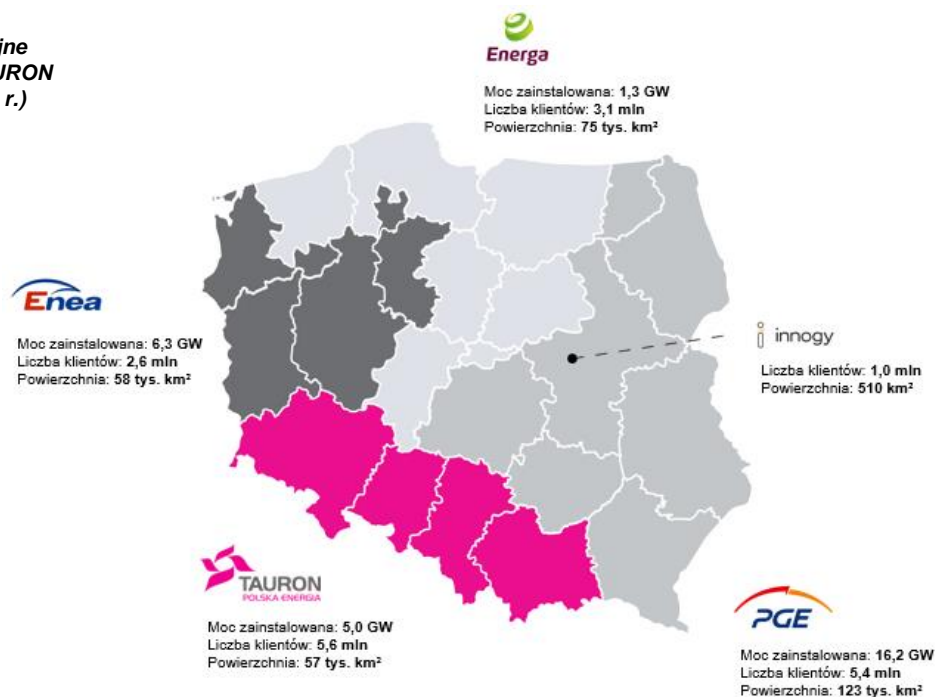 jne
URON
r.)
Energa
Moc zainstalowana: 1,3 GW
Liczba klientów: 3,1 mln
Powierzchnia: 75 tys. km²
Enea
Moc zainstalowana: 6,3 GW
Liczba klientów: 2,6 mln
Powierzchnia: 58 tys. km²
innogy
Liczba klientów: 1,0 mln
Powierzchnia: 510 km²
TAURON
POLSKA ENERGIA
Moc zainstalowana: 5,0 GW
Liczba klientów: 5,6 mln
Powierzchnia: 57 tys. km²
PGE
Moc zainstalowana: 16,2 GW
Liczba klientów: 5,4 mln
Powierzchnia: 123 tys. km²